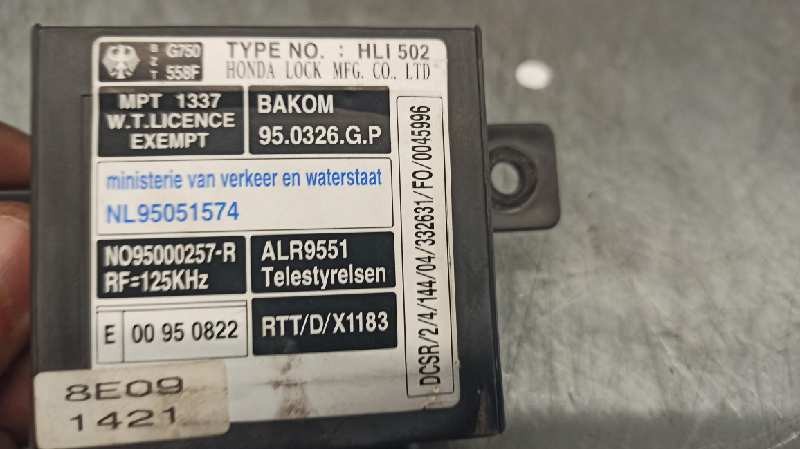 B Z T G750 558F
TYPE NO. : HLI 502
HONDA LOCK MFG. CO., LTD
MPT 1337
W.T.LICENCE
EXEMPT
BAKOM
95.0326.G.P
ministerie van verkeer en waterstaat
NL95051574
NO95000257-R
RF=125KHz
ALR9551
Telestyrelsen
E 00 95 0822
RTT/D/X1183
DCSR/2/4/144/04/332631/FO/0045996
8E09
1421